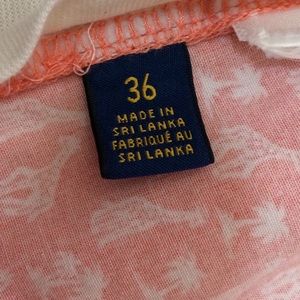 36
MADE IN
SRI LANKA
FABRIQUÉ AU
SRI LANKA